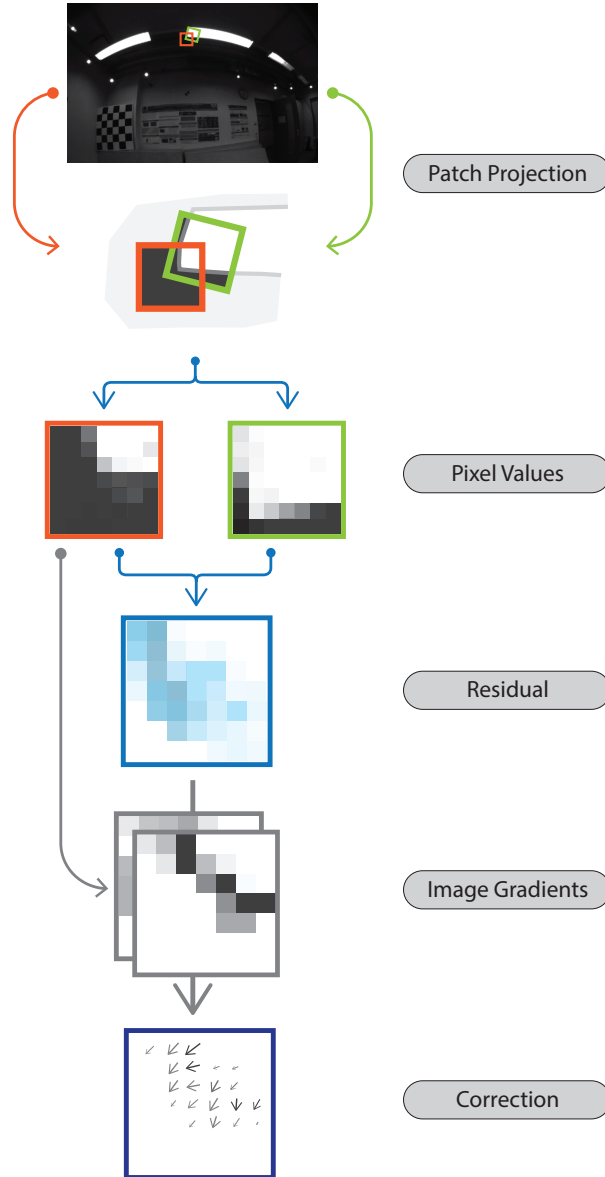 Patch Projection
Pixel Values
Residual
Image Gradients
Correction